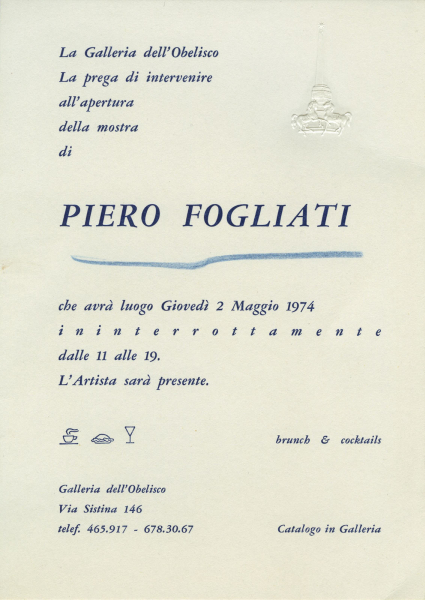 La Galleria dell'Obelisco
La prega di intervenire
all'apertura
della mostra
di
PIERO FOGLIATI
che avrà luogo Giovedì 2 Maggio 1974
ininterrottamente
dalle 11 alle 19.
L'Artista sarà presente.
brunch & cocktails
Galleria dell'Obelisco
Via Sistina 146
telef. 465.917 - 678.30.67
Catalogo in Galleria